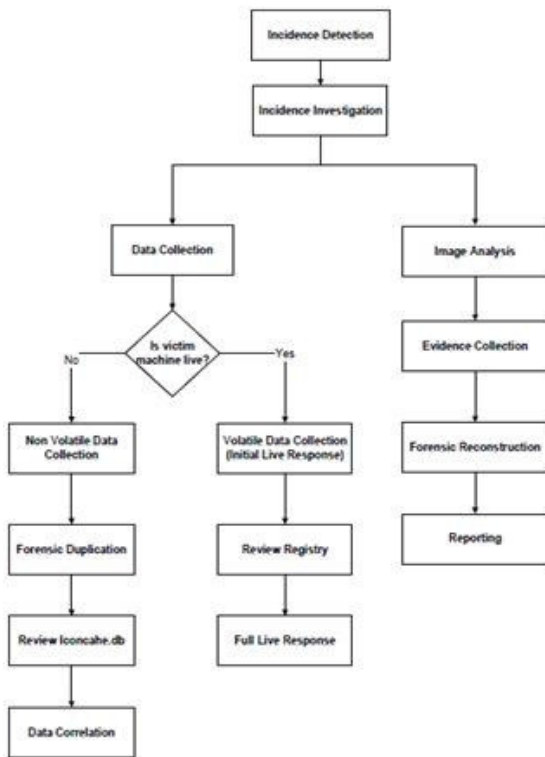 Incidence Detection
Incidence Investigation
Data Collection
Image Analysis
Is victim
machine live?
No
Yes
Evidence Collection
Non Volatile Data
Collection
Volatile Data Collection
(Initial Live Response)
Forensic Reconstruction
Forensic Duplication
Review Registry
Reporting
Review Iconcahe.db
Full Live Response
Data Correlation